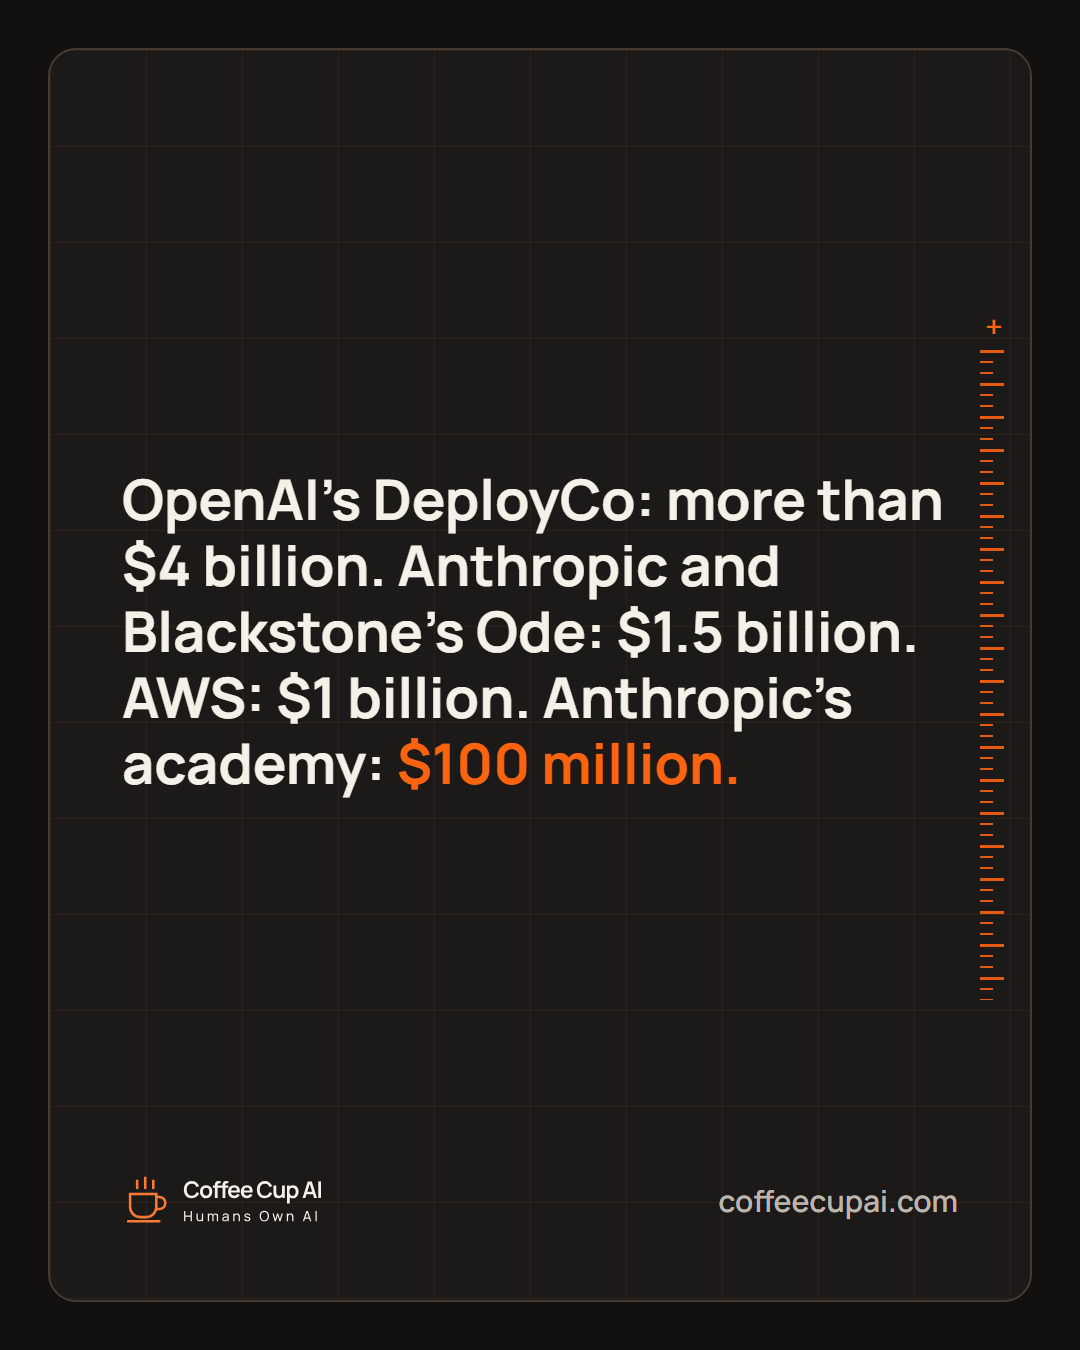 +
OpenAI’s DeployCo: more than
$4 billion. Anthropic and
Blackstone’s Ode: $1.5 billion.
AWS: $1 billion. Anthropic’s
academy: $100 million.
Coffee Cup AI
Humans Own AI
coffeecupai.com